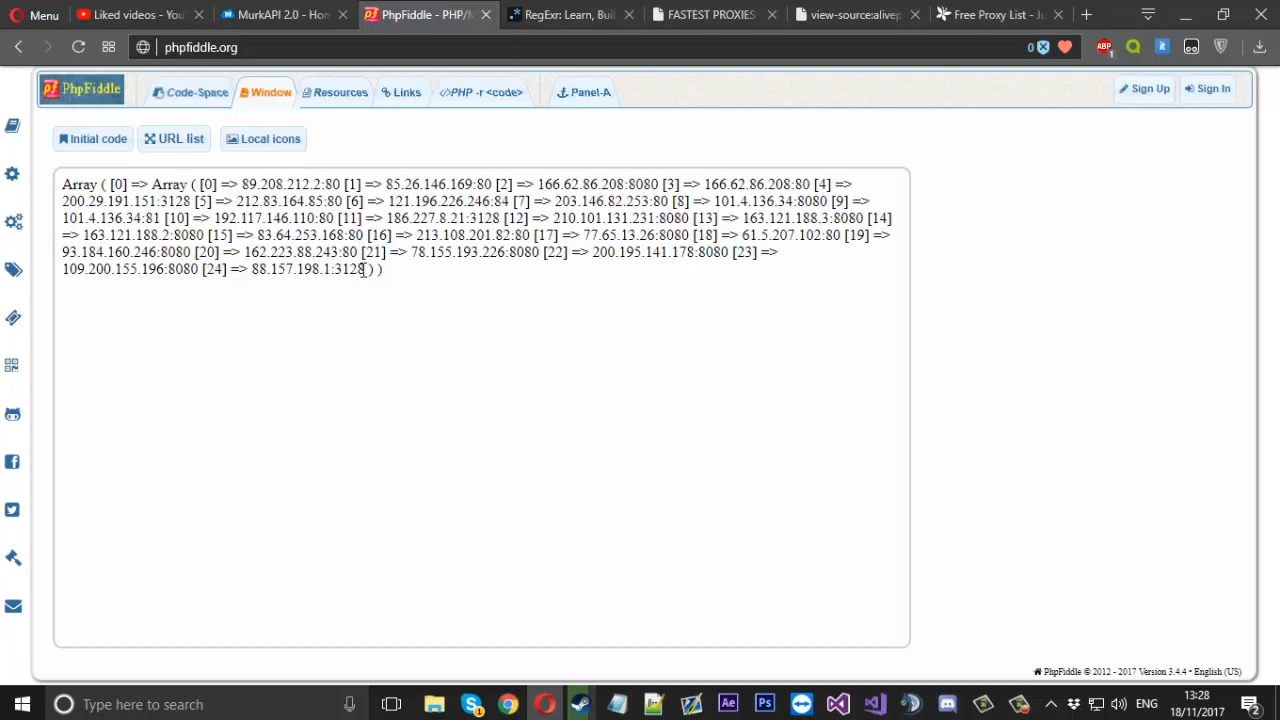 Menu
Liked videos - You
MurkAPI 2.0 - Hom
PhpFiddle - PHP/M
RegExr: Learn, Buil
FASTEST PROXIES
view-source:alivep
Free Proxy List - Ju
phpfiddle.org
0
ABP
1
PhpFiddle
Code-Space
Window
Resources
Links
</>PHP -r <code>
Panel-A
Sign Up
Sign In
Initial code
URL list
Local icons
Array ( [0] => Array ( [0] => 89.208.212.2:80 [1] => 85.26.146.169:80 [2] => 166.62.86.208:8080 [3] => 166.62.86.208:80 [4] =>
200.29.191.151:3128 [5] => 212.83.164.85:80 [6] => 121.196.226.246:84 [7] => 203.146.82.253:80 [8] => 101.4.136.34:8080 [9] =>
101.4.136.34:81 [10] => 192.117.146.110:80 [11] => 186.227.8.21:3128 [12] => 210.101.131.231:8080 [13] => 163.121.188.3:8080 [14]
=> 163.121.188.2:8080 [15] => 83.64.253.168:80 [16] => 213.108.201.82:80 [17] => 77.65.13.26:8080 [18] => 61.5.207.102:80 [19] =>
93.184.160.246:8080 [20] => 162.223.88.243:80 [21] => 78.155.193.226:8080 [22] => 200.195.141.178:8080 [23] =>
109.200.155.196:8080 [24] => 88.157.198.1:3128 ) )
PhpFiddle © 2012 - 2017 Version 3.4.4 • English (US)
Type here to search
1
Ae
Ps
ENG
13:28
18/11/2017
2